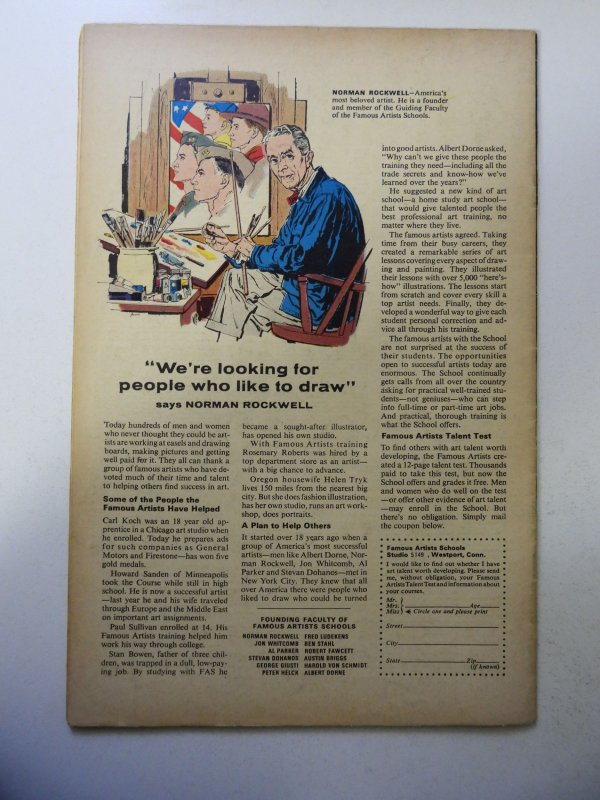 NORMAN ROCKWELL—America's
most beloved artist. He is a founder
and member of the Guiding Faculty
of the Famous Artists Schools.
"We're looking for
people who like to draw"
says NORMAN ROCKWELL
Today hundreds of men and women
who never thought they could be art-
ists are working at easels and drawing
boards, making pictures and getting
well paid for it. They all can thank a
group of famous artists who have de-
voted much of their time and talent
to helping others find success in art.
Some of the People the
Famous Artists Have Helped
Carl Koch was an 18 year old ap-
prentice in a Chicago art studio when
he enrolled. Today he prepares ads
for such companies as General
Motors and Firestone—has won five
gold medals.
Howard Sanden of Minneapolis
took the Course while still in high
school. He is now a successful artist
—last year he and his wife traveled
through Europe and the Middle East
on important art assignments.
Paul Sullivan enrolled at 14. His
Famous Artists training helped him
work his way through college.
Stan Bowen, father of three chil-
dren, was trapped in a dull, low-pay-
ing job. By studying with FAS he
became a sought-after illustrator,
has opened his own studio.
With Famous Artists training
Rosemary Roberts was hired by a
top department store as an artist—
with a big chance to advance.
Oregon housewife Helen Tryk
lives 150 miles from the nearest big
city. But she does fashion illustration,
has her own studio, runs an art work-
shop, does portraits.
A Plan to Help Others
It started over 18 years ago when a
group of America's most successful
artists—men like Albert Dorne, Nor-
man Rockwell, Jon Whitcomb, Al
Parker and Stevan Dohanos—met in
New York City. They knew that all
over America there were people who
liked to draw who could be turned
FOUNDING FACULTY OF
FAMOUS ARTISTS SCHOOLS
NORMAN ROCKWELL FRED LUDEKENS
JON WHITCOMB BEN STAHL
AL PARKER ROBERT FAWCETT
STEVAN DOHANOS AUSTIN BRIGGS
GEORGE GIUSTI HAROLD VON SCHMIDT
PETER HELCK ALBERT DORNE
into good artists. Albert Dorne asked,
"Why can't we give these people the
training they need—including all the
trade secrets and know-how we've
learned over the years?"
He suggested a new kind of art
school—a home study art school—
that would give talented people the
best professional art training, no
matter where they live.
The famous artists agreed. Taking
time from their busy careers, they
created a remarkable series of art
lessons covering every aspect of draw-
ing and painting. They illustrated
their lessons with over 5,000 "here's-
how" illustrations. The lessons start
from scratch and cover every skill a
top artist needs. Finally, they de-
veloped a wonderful way to give each
student personal correction and ad-
vice all through his training.
The famous artists with the School
are not surprised at the success of
their students. The opportunities
open to successful artists today are
enormous. The School continually
gets calls from all over the country
asking for practical well-trained stu-
dents—not geniuses—who can step
into full-time or part-time art jobs.
And practical, thorough training is
what the School offers.
Famous Artists Talent Test
To find others with art talent worth
developing, the Famous Artists cre-
ated a 12-page talent test. Thousands
paid to take this test, but now the
School offers and grades it free. Men
and women who do well on the test
—or offer other evidence of art talent
—may enroll in the School. But
there's no obligation. Simply mail
the coupon below.
Famous Artists Schools
Studio 5149, Westport, Conn.
I would like to find out whether I have
art talent worth developing. Please send
me, without obligation, your Famous
Artists Talent Test and information about
your courses.
Mr.
Mrs. Age
Miss Circle one and please print
Street
City
State Zip
(if known)